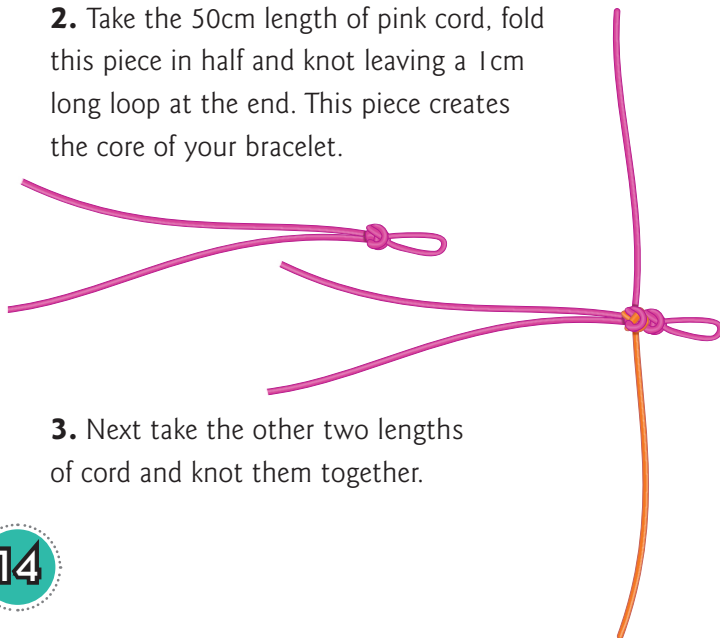 2. Take the 50cm length of pink cord, fold
this piece in half and knot leaving a 1cm
long loop at the end. This piece creates
the core of your bracelet.
3. Next take the other two lengths
of cord and knot them together.
14